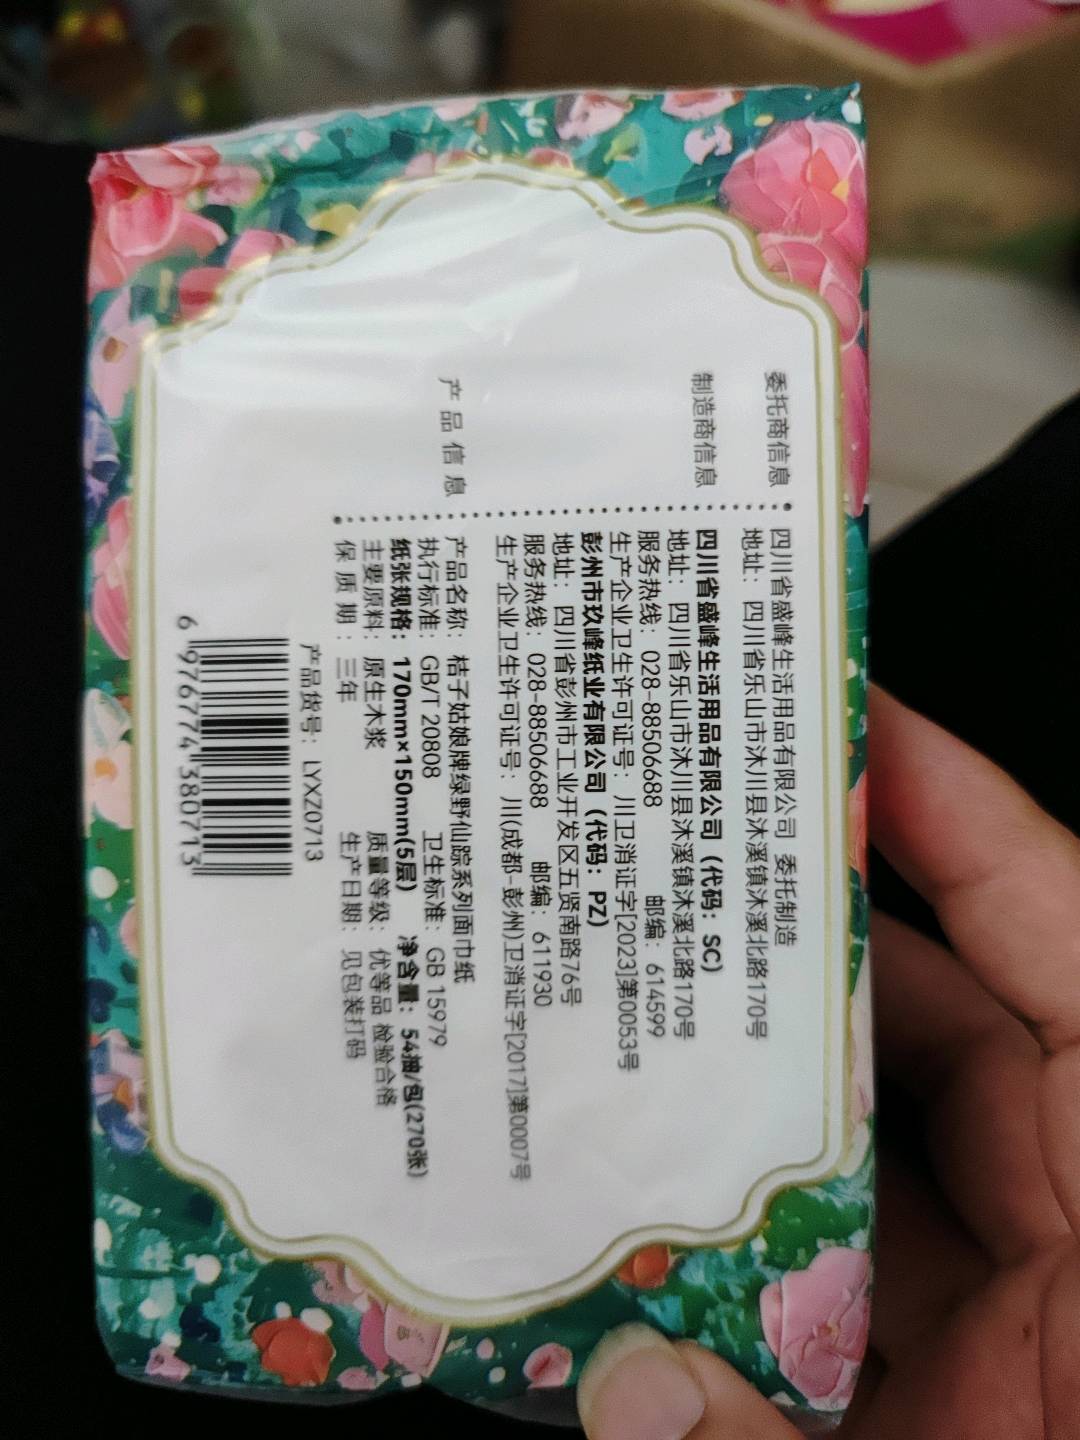 委托商信息
四川省盛峰生活用品有限公司 委托制造
地址：四川省乐山市沐川县沐溪镇沐溪北路170号
制造商信息
四川省盛峰生活用品有限公司（代码：SC）
地址：四川省乐山市沐川县沐溪镇沐溪北路170号
服务热线：028-88506688 邮编：614599
生产企业卫生许可证号：川卫消证字[2023]第0053号
彭州市玖峰纸业有限公司（代码：PZ）
地址：四川省彭州市工业开发区五贤南路76号
服务热线：028-88506688 邮编：611930
生产企业卫生许可证号：川(成都-彭州)卫消证字[2017]第0007号
产品信息
产品名称：桔子姑娘牌绿野仙踪系列面巾纸
执行标准：GB/T 20808 卫生标准：GB 15979
纸张规格：170mm×150mm(5层) 净含量：54抽/包(270张)
主要原料：原生木浆 质量等级：优等品 检验合格
保质期：三年 生产日期：见包装打码
产品货号：LYXZ0713
6 976774 380713